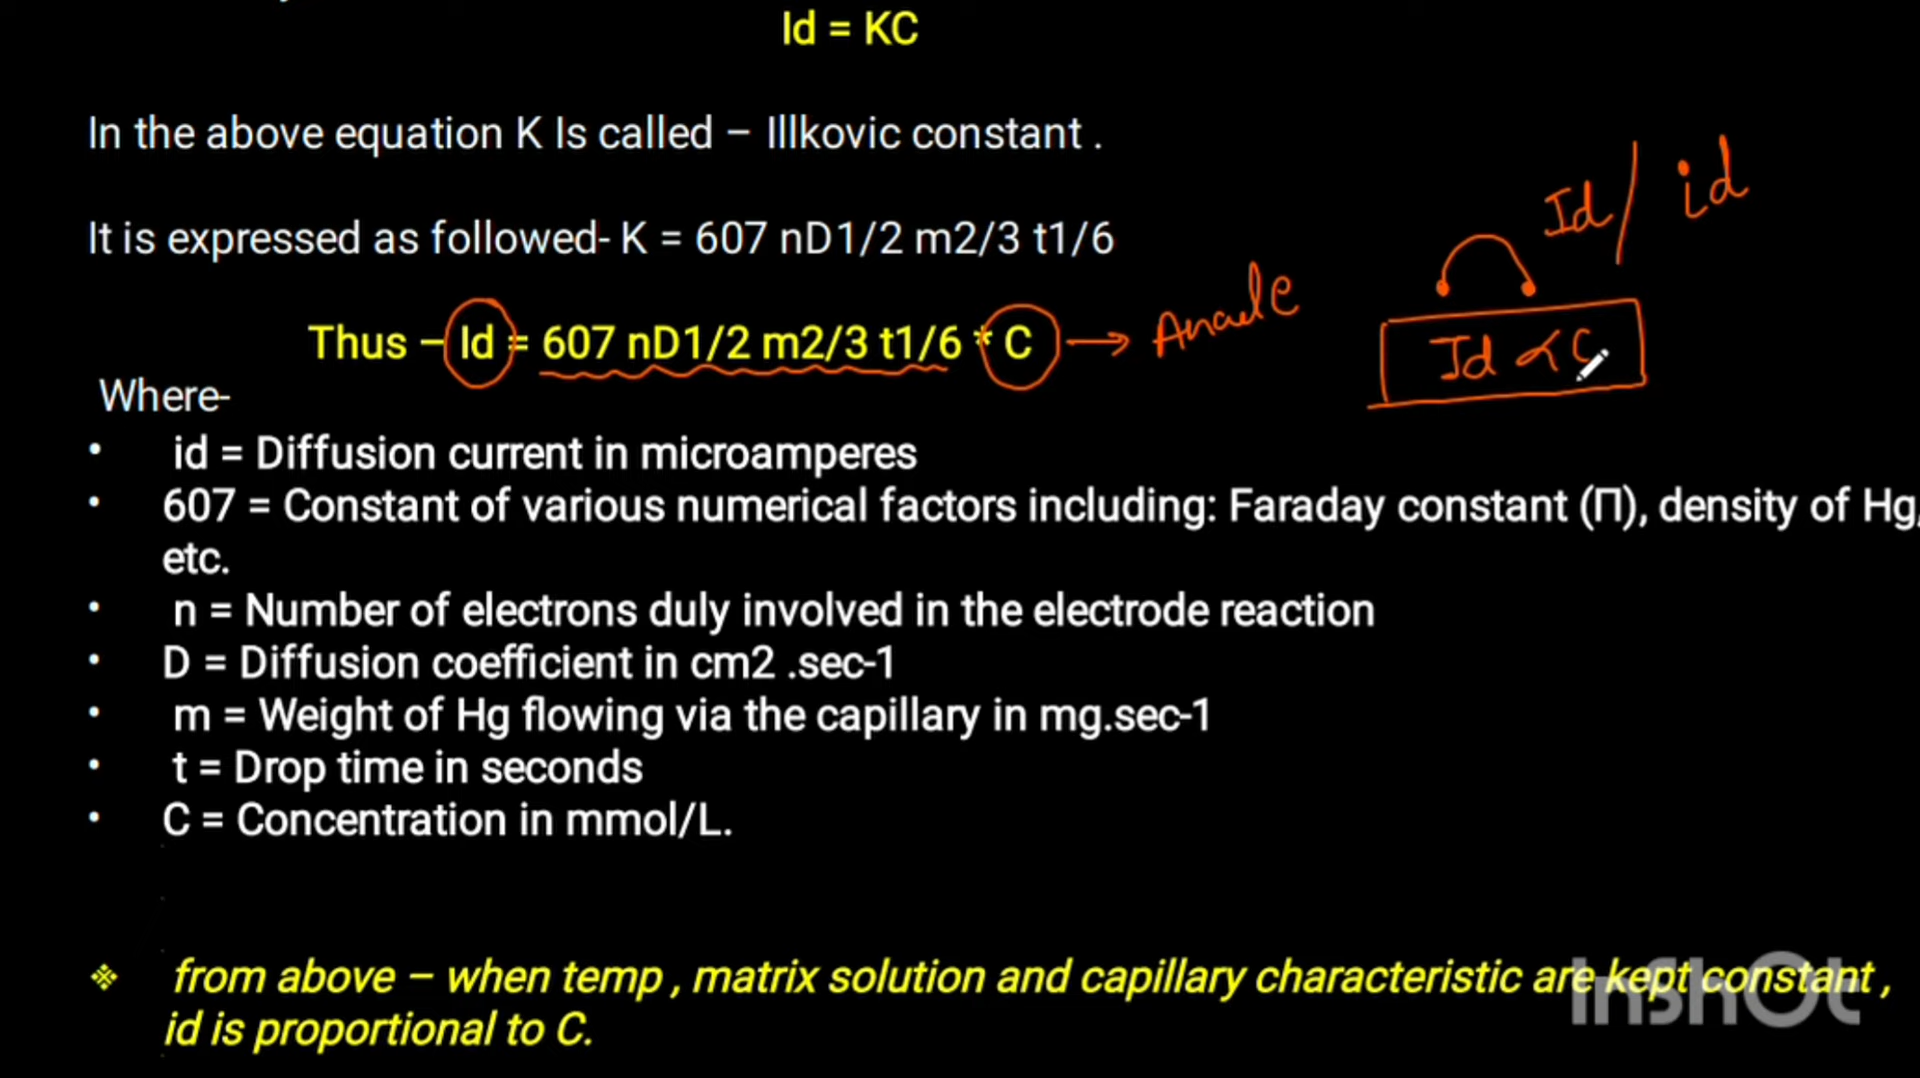 Id = KC
In the above equation K Is called – Illkovic constant .
It is expressed as followed- K = 607 nD1/2 m2/3 t1/6
Id / id
Thus – Id = 607 nD1/2 m2/3 t1/6 * C →
Id ∝ C
Where-
• id = Diffusion current in microamperes
• 607 = Constant of various numerical factors including: Faraday constant (Π), density of Hg,
etc.
• n = Number of electrons duly involved in the electrode reaction
• D = Diffusion coefficient in cm2 .sec-1
• m = Weight of Hg flowing via the capillary in mg.sec-1
• t = Drop time in seconds
• C = Concentration in mmol/L.
❖ from above – when temp , matrix solution and capillary characteristic are kept constant ,
id is proportional to C.
InShOt